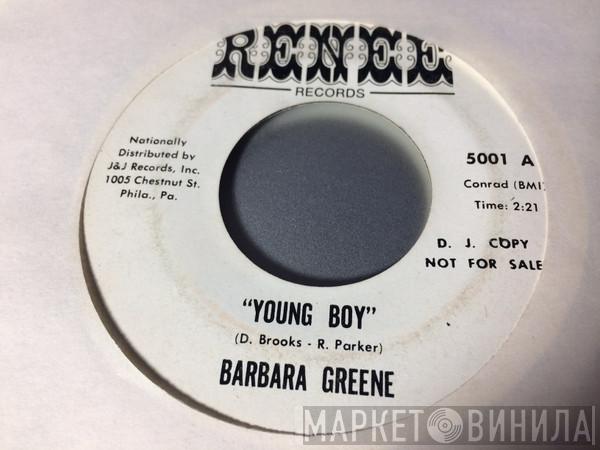 RENEE
RECORDS
Nationally
Distributed by
J&J Records, Inc.
1005 Chestnut St.
Phila., Pa.
5001 A
Conrad (BMI
Time: 2:21
D. J. COPY
NOT FOR SALE
"YOUNG BOY"
(D. Brooks - R. Parker)
BARBARA GREENE
МАРКЕТ ВИНИЛА